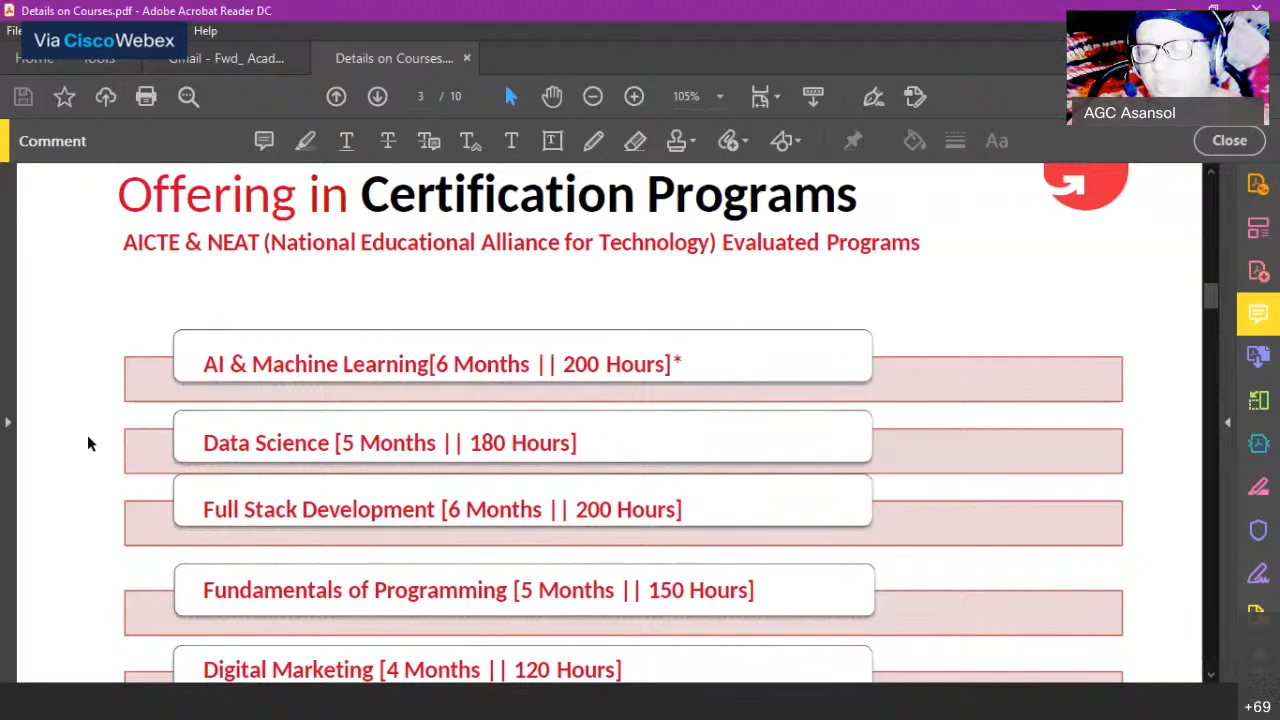 Details on Courses.pdf - Adobe Acrobat Reader DC
Help
Via CiscoWebex
Home
Tools
Gmail - Fwd_ Acad...
Details on Courses....
3 / 10
105%
AGC Asansol
Comment
Aa
Close
Offering in Certification Programs
AICTE & NEAT (National Educational Alliance for Technology) Evaluated Programs
AI & Machine Learning[6 Months || 200 Hours]*
Data Science [5 Months || 180 Hours]
Full Stack Development [6 Months || 200 Hours]
Fundamentals of Programming [5 Months || 150 Hours]
Digital Marketing [4 Months || 120 Hours]
+69